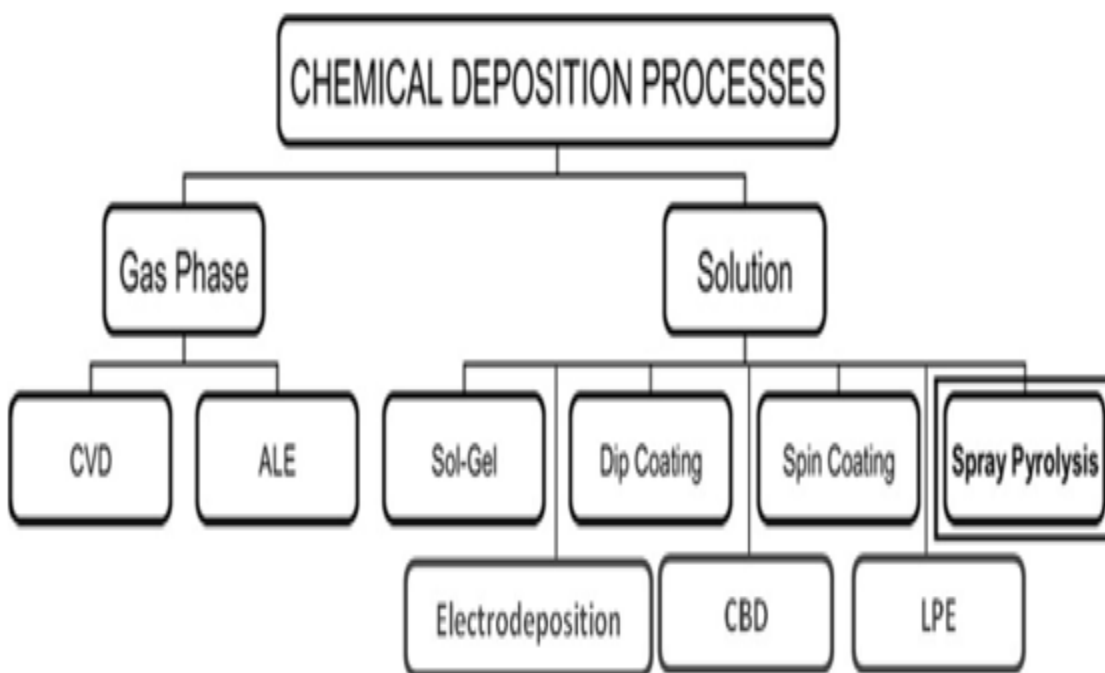 CHEMICAL DEPOSITION PROCESSES
Gas Phase
Solution
CVD
ALE
Sol-Gel
Dip Coating
Spin Coating
Spray Pyrolysis
Electrodeposition
CBD
LPE